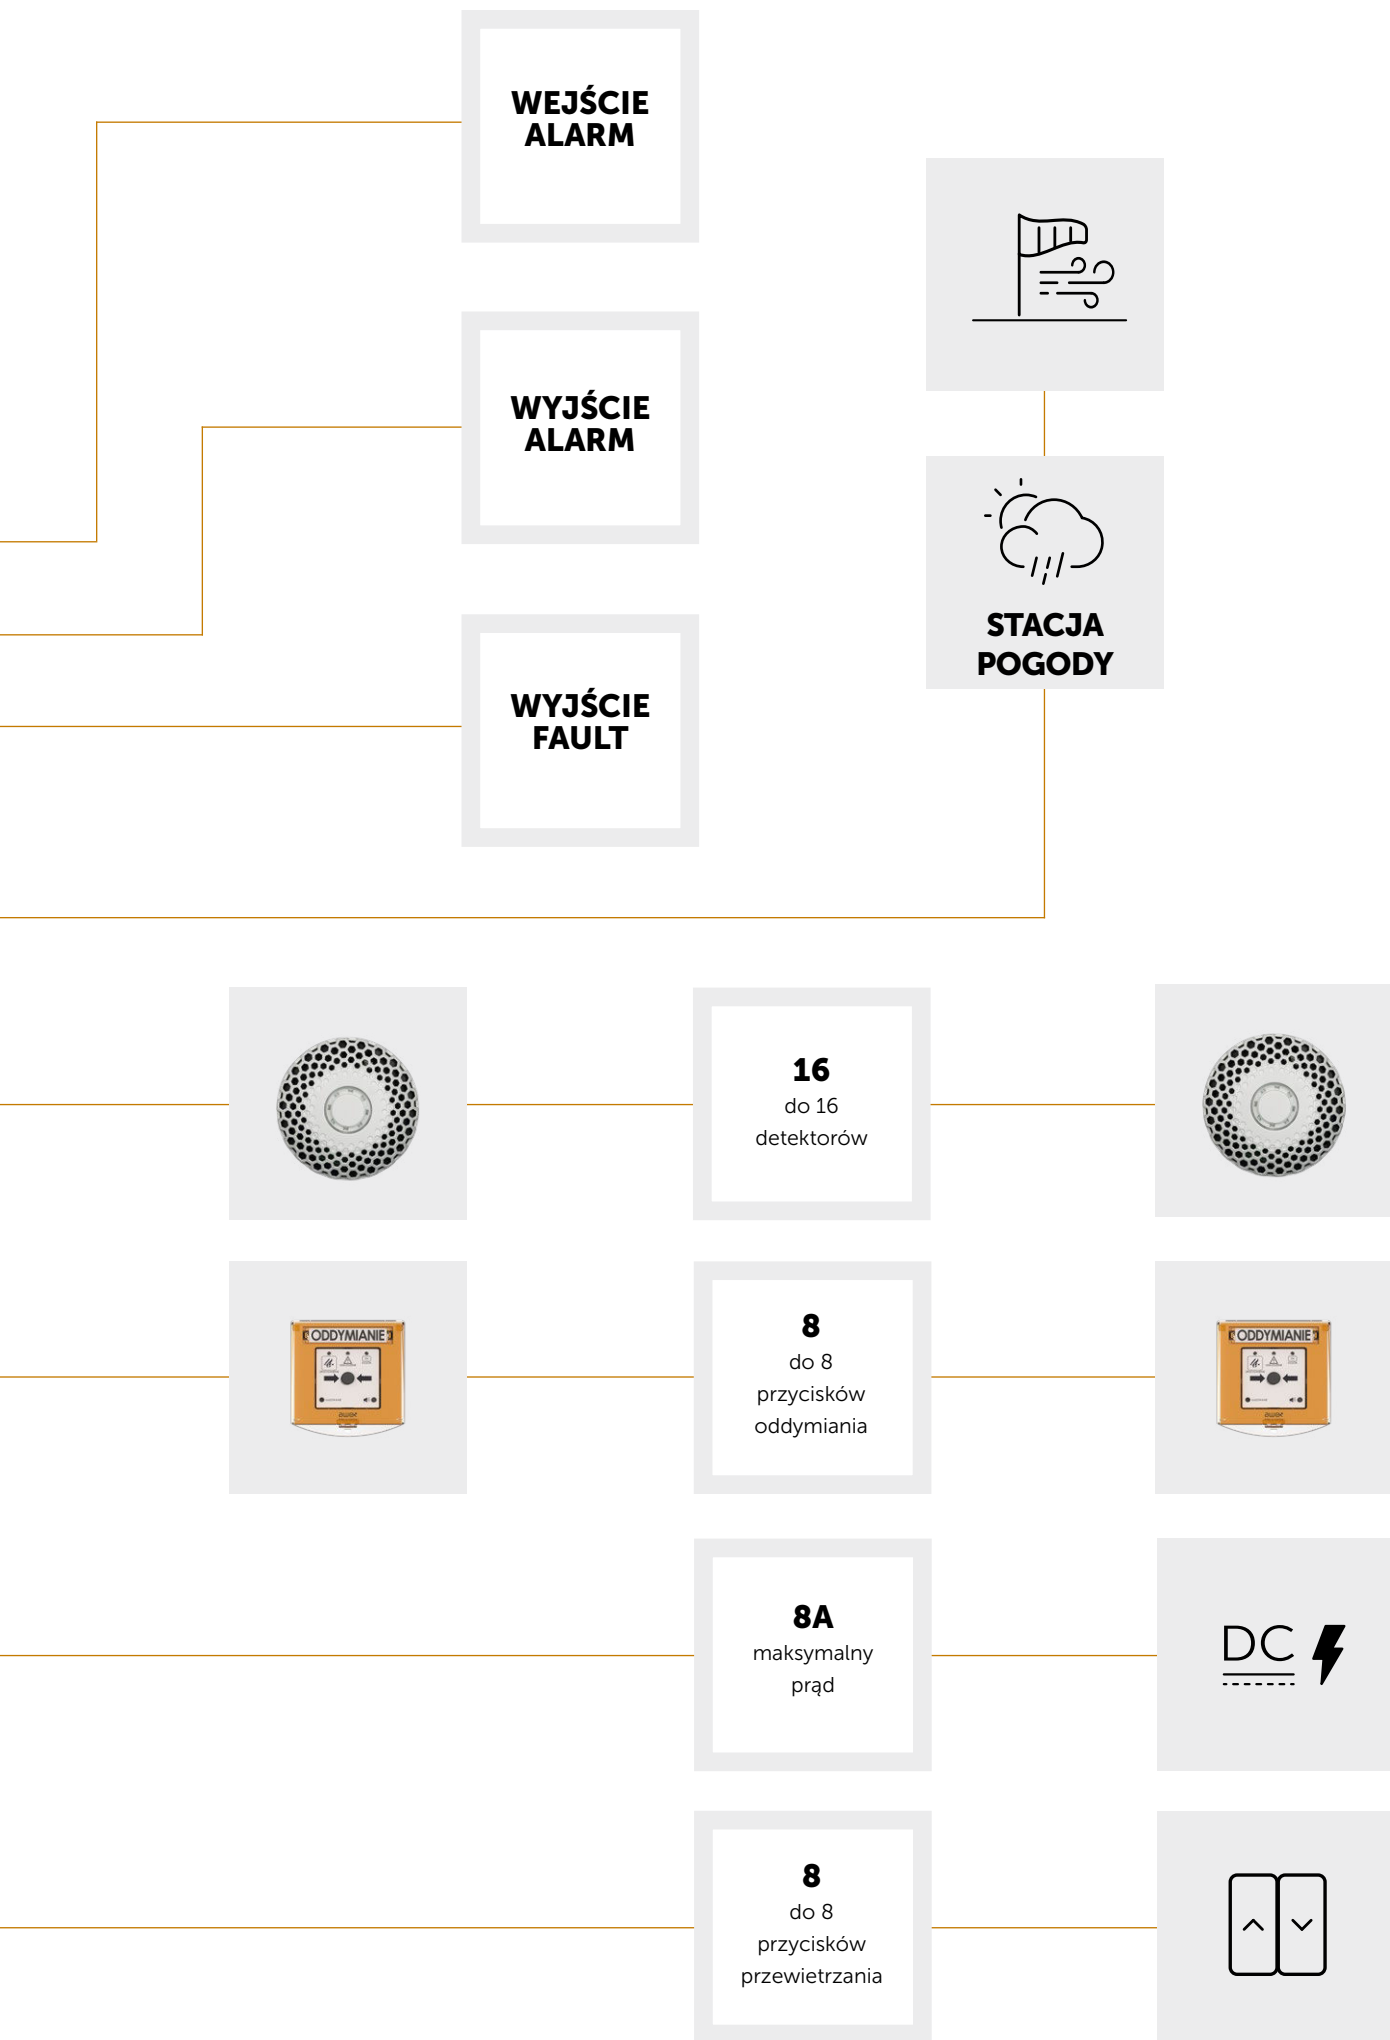 WEJŚCIE
ALARM
WYJŚCIE
ALARM
STACJA
POGODY
WYJŚCIE
FAULT
16
do 16
detektorów
ODDYMIANIE
8
do 8
przycisków
oddymiania
ODDYMIANIE
8A
maksymalny
prąd
DC
8
do 8
przycisków
przewietrzania